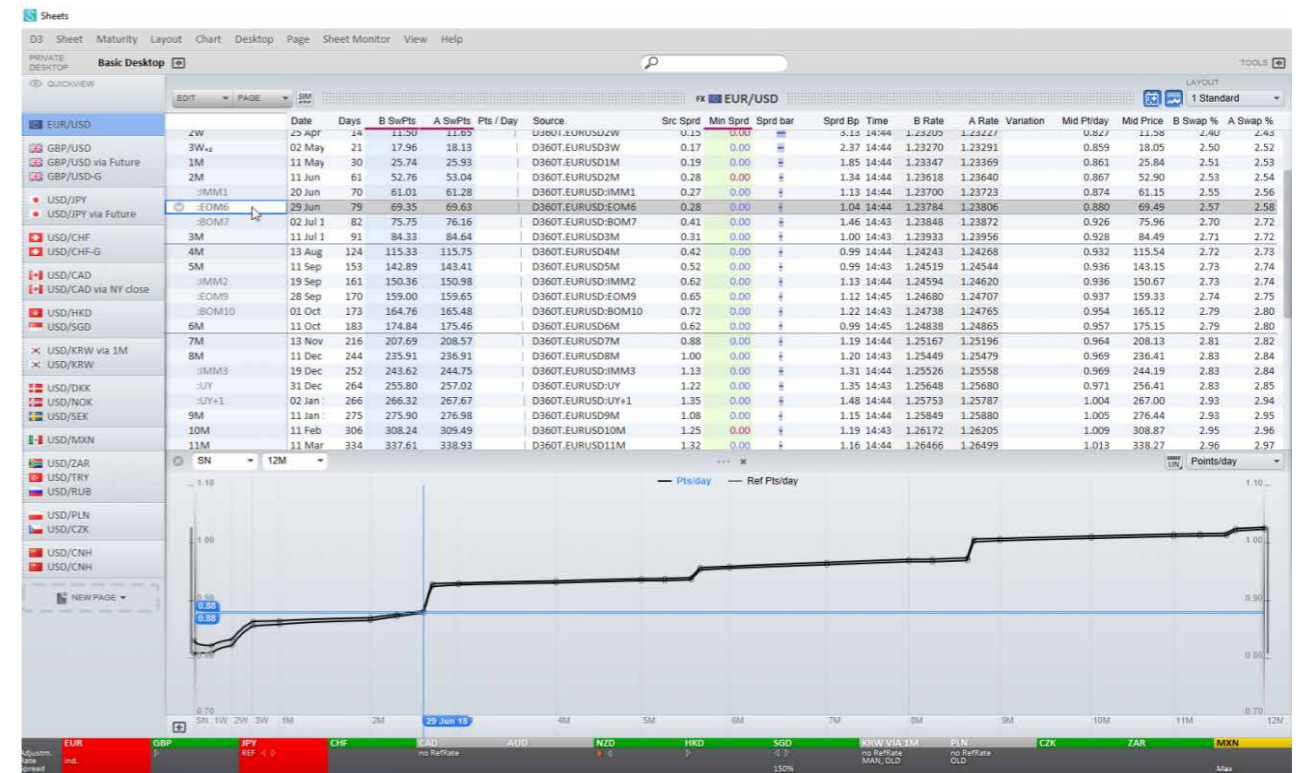 Sheets
D3 Sheet Maturity Layout Chart Desktop Page Sheet Monitor View Help
PRIVATE DESKTOP Basic Desktop TOOLS
QUICKVIEW LAYOUT
EDIT PAGE SRM FX EUR/USD 1 Standard
Date Days B SwPts A SwPts Pts / Day Source. Src Sprd Min Sprd Sprd bar Sprd Bp Time B Rate A Rate Variation Mid Pt/day Mid Price B Swap % A Swap %
2W 25 Apr 14 11.50 11.65 D360T.EURUSD2W 0.15 0.00 3.13 14:44 1.23205 1.23227 0.827 11.58 2.40 2.43
3W+2 02 May 21 17.96 18.13 D360T.EURUSD3W 0.17 0.00 2.37 14:44 1.23270 1.23291 0.859 18.05 2.50 2.52
1M 11 May 30 25.74 25.93 D360T.EURUSD1M 0.19 0.00 1.85 14:44 1.23347 1.23369 0.861 25.84 2.51 2.53
2M 11 Jun 61 52.76 53.04 D360T.EURUSD2M 0.28 0.00 1.34 14:44 1.23618 1.23640 0.867 52.90 2.53 2.54
:IMM1 20 Jun 70 61.01 61.28 D360T.EURUSD:IMM1 0.27 0.00 1.13 14:44 1.23700 1.23723 0.874 61.15 2.55 2.56
:EOM6 29 Jun 79 69.35 69.63 D360T.EURUSD:EOM6 0.28 0.00 1.04 14:44 1.23784 1.23806 0.880 69.49 2.57 2.58
:BOM7 02 Jul 1 82 75.75 76.16 D360T.EURUSD:BOM7 0.41 0.00 1.46 14:43 1.23848 1.23872 0.926 75.96 2.70 2.72
3M 11 Jul 1 91 84.33 84.64 D360T.EURUSD3M 0.31 0.00 1.00 14:43 1.23933 1.23956 0.928 84.49 2.71 2.72
4M 13 Aug 124 115.33 115.75 D360T.EURUSD4M 0.42 0.00 0.99 14:44 1.24243 1.24268 0.932 115.54 2.72 2.73
5M 11 Sep 153 142.89 143.41 D360T.EURUSD5M 0.52 0.00 0.99 14:43 1.24519 1.24544 0.936 143.15 2.73 2.74
:IMM2 19 Sep 161 150.36 150.98 D360T.EURUSD:IMM2 0.62 0.00 1.13 14:44 1.24594 1.24620 0.936 150.67 2.73 2.74
:EOM9 28 Sep 170 159.00 159.65 D360T.EURUSD:EOM9 0.65 0.00 1.12 14:45 1.24680 1.24707 0.937 159.33 2.74 2.75
:BOM10 01 Oct 173 164.76 165.48 D360T.EURUSD:BOM10 0.72 0.00 1.22 14:43 1.24738 1.24765 0.954 165.12 2.79 2.80
6M 11 Oct 183 174.84 175.46 D360T.EURUSD6M 0.62 0.00 0.99 14:45 1.24838 1.24865 0.957 175.15 2.79 2.80
7M 13 Nov 216 207.69 208.57 D360T.EURUSD7M 0.88 0.00 1.19 14:44 1.25167 1.25196 0.964 208.13 2.81 2.82
8M 11 Dec 244 235.91 236.91 D360T.EURUSD8M 1.00 0.00 1.20 14:43 1.25449 1.25479 0.969 236.41 2.83 2.84
:IMM3 19 Dec 252 243.62 244.75 D360T.EURUSD:IMM3 1.13 0.00 1.31 14:44 1.25526 1.25558 0.969 244.19 2.83 2.84
:UY 31 Dec 264 255.80 257.02 D360T.EURUSD:UY 1.22 0.00 1.35 14:43 1.25648 1.25680 0.971 256.41 2.83 2.85
:UY+1 02 Jan 266 266.32 267.67 D360T.EURUSD:UY+1 1.35 0.00 1.48 14:44 1.25753 1.25787 1.004 267.00 2.93 2.94
9M 11 Jan 275 275.90 276.98 D360T.EURUSD9M 1.08 0.00 1.15 14:44 1.25849 1.25880 1.005 276.44 2.93 2.95
10M 11 Feb 306 308.24 309.49 D360T.EURUSD10M 1.25 0.00 1.19 14:43 1.26172 1.26205 1.009 308.87 2.95 2.96
11M 11 Mar 334 337.61 338.93 D360T.EURUSD11M 1.32 0.00 1.16 14:44 1.26466 1.26499 1.013 338.27 2.96 2.97
EUR/USD
GBP/USD
GBP/USD via Future
GBP/USD-G
USD/JPY
USD/JPY via Future
USD/CHF
USD/CHF-G
USD/CAD
USD/CAD via NY close
USD/HKD
USD/SGD
USD/KRW via 1M
USD/KRW
USD/DKK
USD/NOK
USD/SEK
USD/MXN
USD/ZAR
USD/TRY
USD/RUB
USD/PLN
USD/CZK
USD/CNH
USD/CNH
NEW PAGE
SN 12M LIN Points/day
Pts/day Ref Pts/day
1.10 1.10
1.00 1.00
0.90 0.90
0.88
0.88
0.80
0.70 0.70
SN 1W 2W 3W 1M 2M 29 Jun 18 4M 5M 6M 7M 8M 9M 10M 11M 12M
EUR GBP JPY CHF CAD AUD NZD HKD SGD KRW VIA 1M PLN CZK ZAR MXN
Adjustm. REF no RefRate no RefRate no RefRate
Rate ind. MAN, OLD OLD
Spread 150% Max